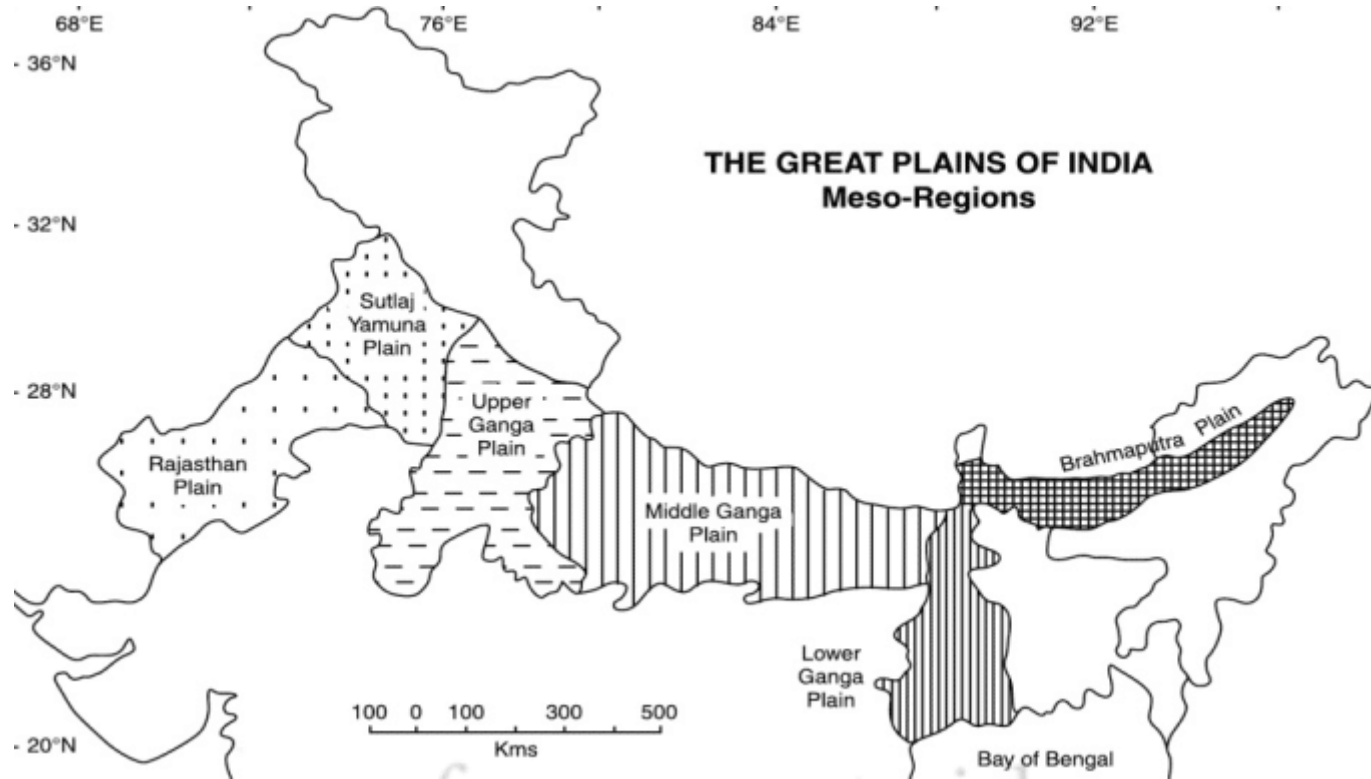 68°E 76°E 84°E 92°E
36°N
THE GREAT PLAINS OF INDIA
Meso-Regions
32°N
Sutlaj
Yamuna
Plain
28°N
Upper
Ganga
Plain
Brahmaputra Plain
Rajasthan
Plain
Middle Ganga
Plain
Lower
Ganga
Plain
100 0 100 300 500
Kms
20°N
Bay of Bengal